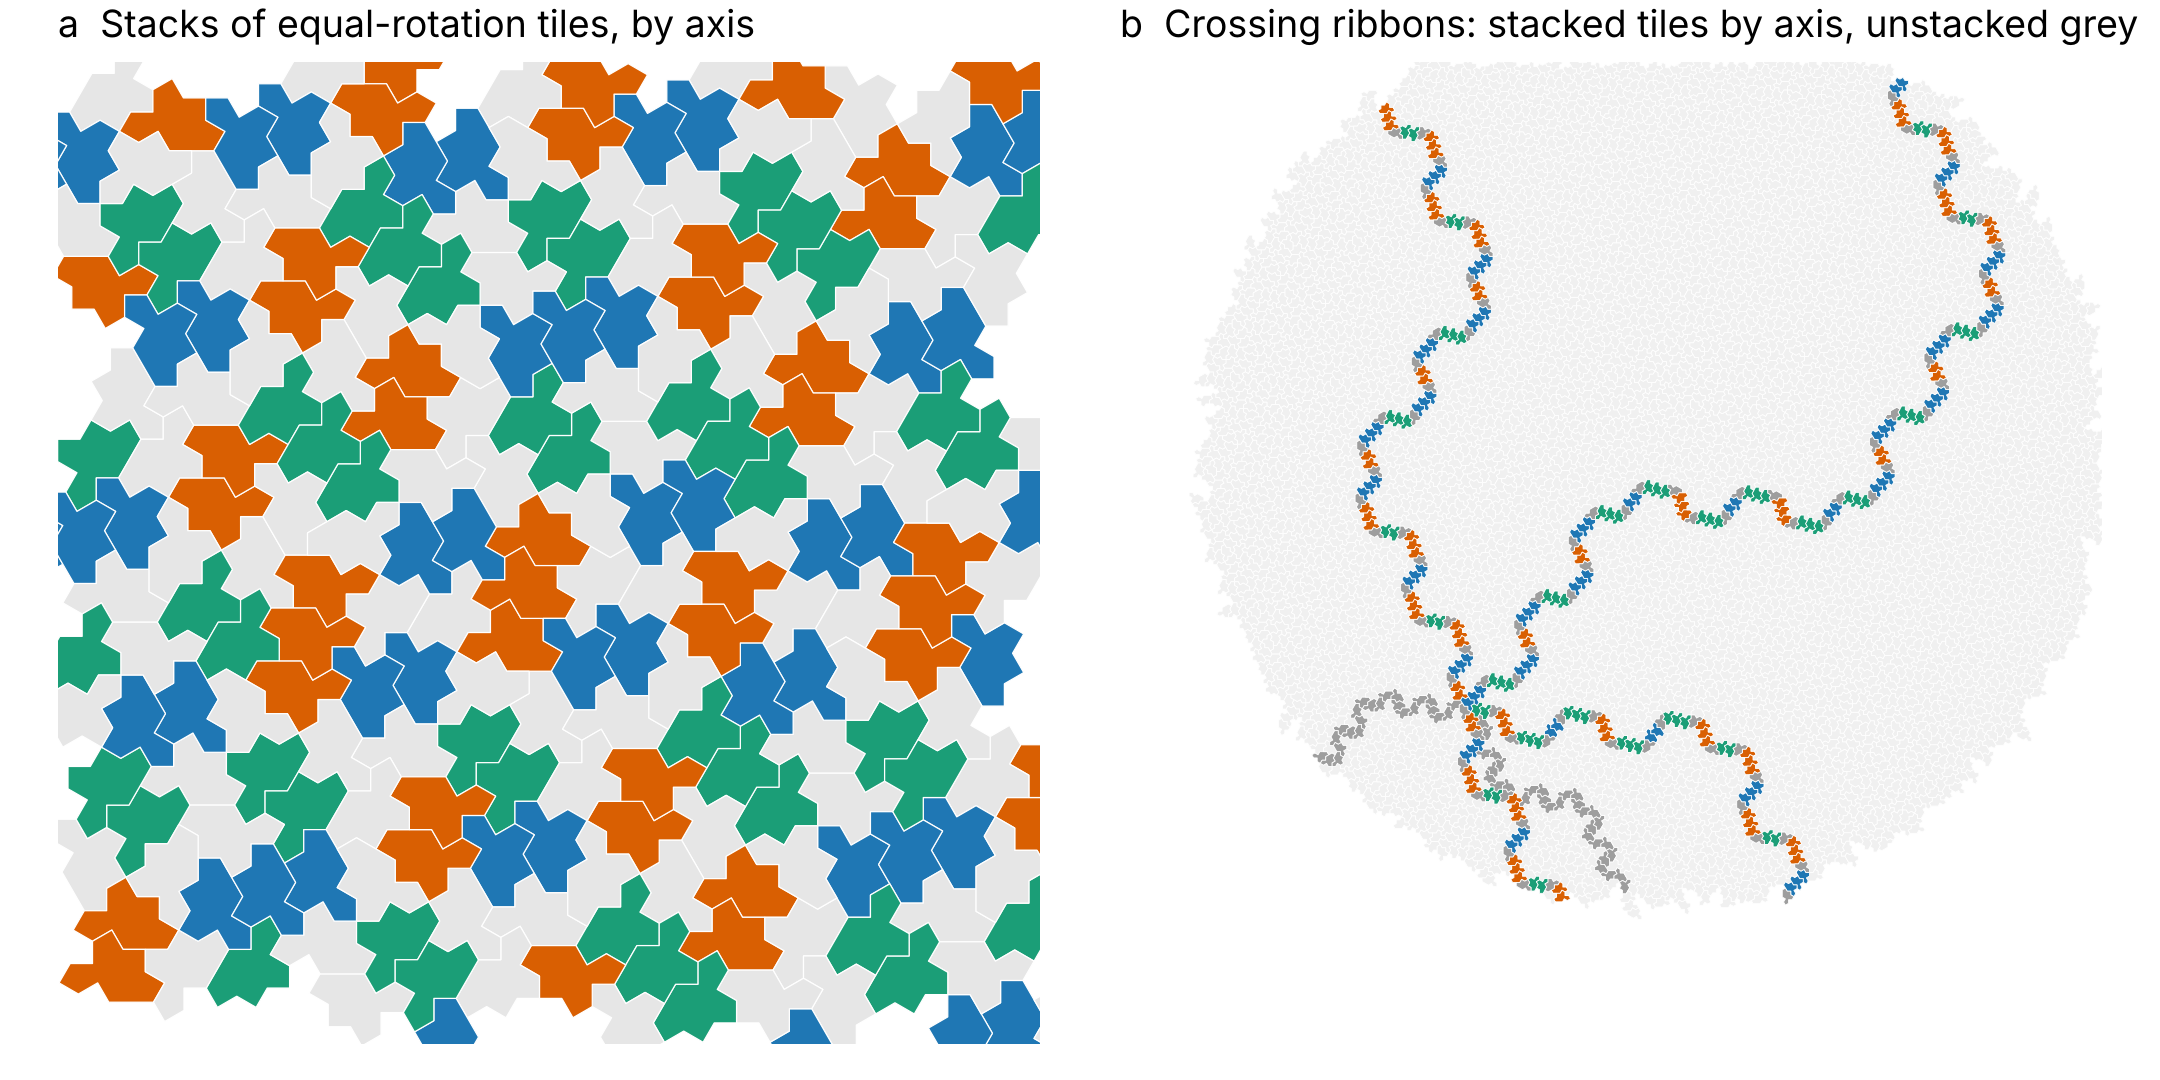 a Stacks of equal-rotation tiles, by axis
b Crossing ribbons: stacked tiles by axis, unstacked grey